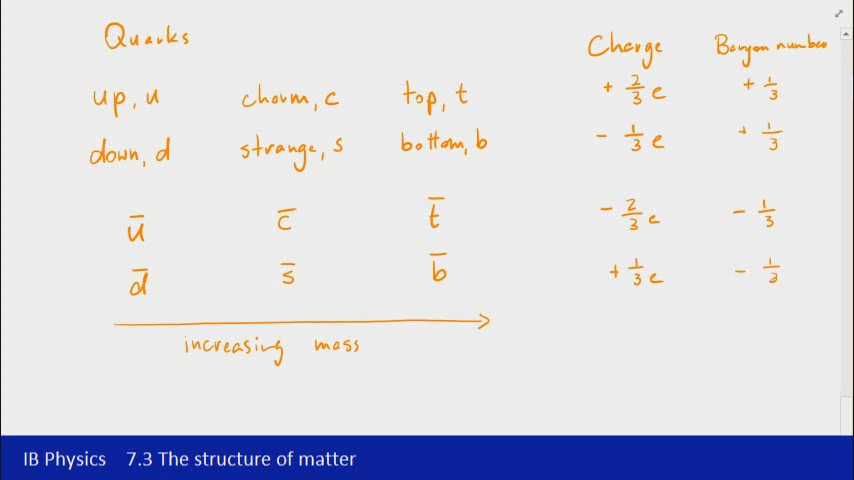 Quarks Charge Baryon number
up, u charm, c top, t + 2/3 e + 1/3
down, d strange, s bottom, b - 1/3 e + 1/3
u̅ c̅ t̅ - 2/3 e - 1/3
d̅ s̅ b̅ + 1/3 e - 1/3
increasing mass
IB Physics 7.3 The structure of matter